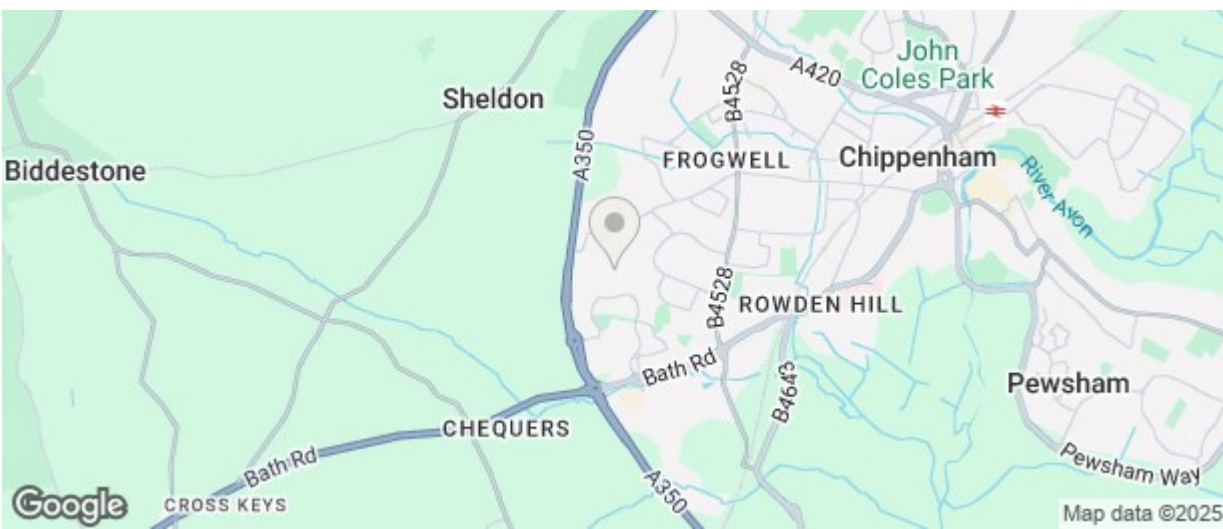 John
Coles Park
A420
B4528
Sheldon
A350
FROGWELL
Chippenham
Biddestone
River Avon
B4528
ROWDEN HILL
Bath Rd
B4643
Pewsham
CHEQUERS
Bath Rd
A350
Pewsham Way
CROSS KEYS
Google
Map data ©2025